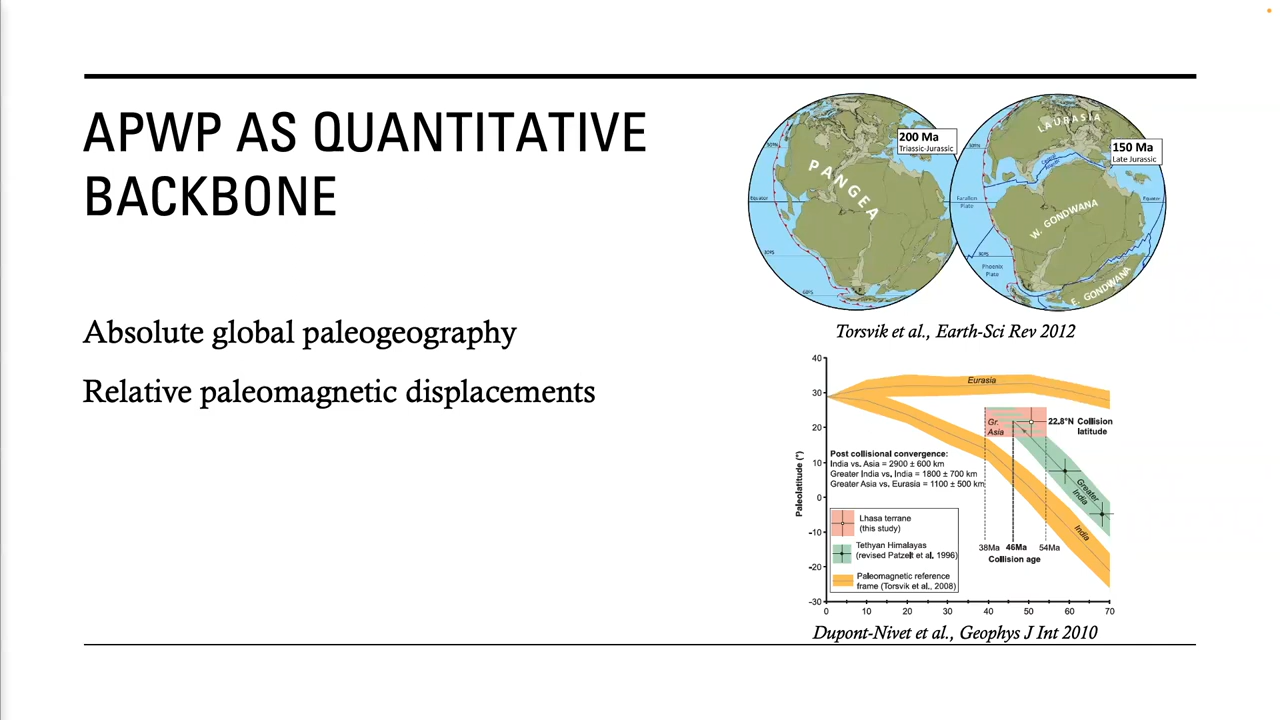 APWP AS QUANTITATIVE
BACKBONE
Absolute global paleogeography
Relative paleomagnetic displacements
200 Ma
Triassic-Jurassic
PANGEA
Equator
30°S
60°S
150 Ma
Late Jurassic
LAURASIA
W. GONDWANA
E. GONDWANA
Farallon
Plate
Phoenix
Plate
Equator
Torsvik et al., Earth-Sci Rev 2012
40
30
20
10
0
-10
-20
-30
Paleolatitude (°)
Eurasia
Gr.
Asia
22.8°N Collision
latitude
Post collisional convergence:
India vs. Asia = 2900 ± 600 km
Greater India vs. India = 1800 ± 700 km
Greater Asia vs. Eurasia = 1100 ± 500 km
Greater
India
India
Lhasa terrane
(this study)
Tethyan Himalayas
(revised Patzelt et al, 1996)
Paleomagnetic reference
frame (Torsvik et al., 2008)
38Ma 46Ma 54Ma
Collision age
0 10 20 30 40 50 60 70
Dupont-Nivet et al., Geophys J Int 2010